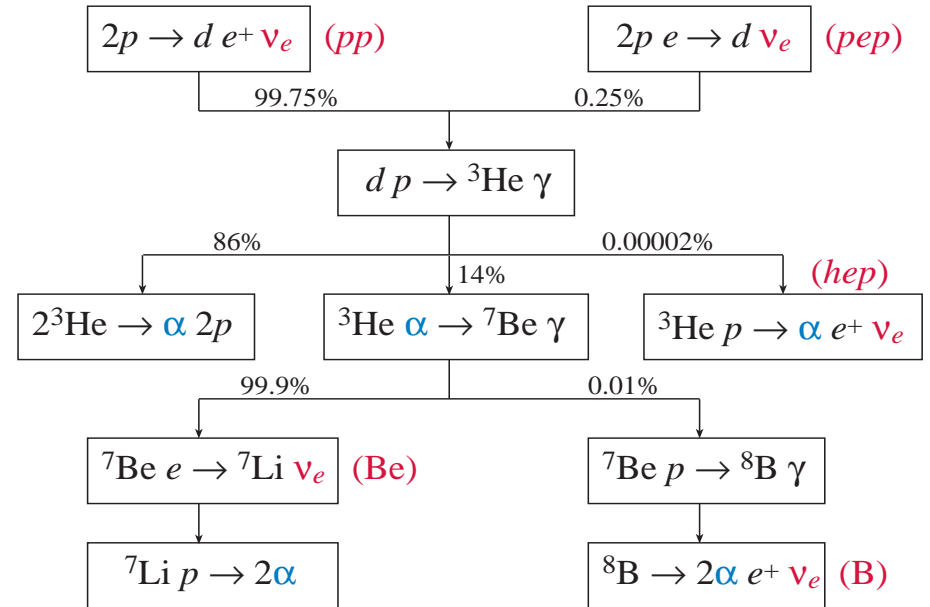 2p → d e⁺ νₑ (pp) 2p e → d νₑ (pep)
99.75% 0.25%
d p → ³He γ
86% 0.00002%
14% (hep)
2³He → α 2p ³He α → ⁷Be γ ³He p → α e⁺ νₑ
99.9% 0.01%
⁷Be e → ⁷Li νₑ (Be) ⁷Be p → ⁸B γ
⁷Li p → 2α ⁸B → 2α e⁺ νₑ (B)